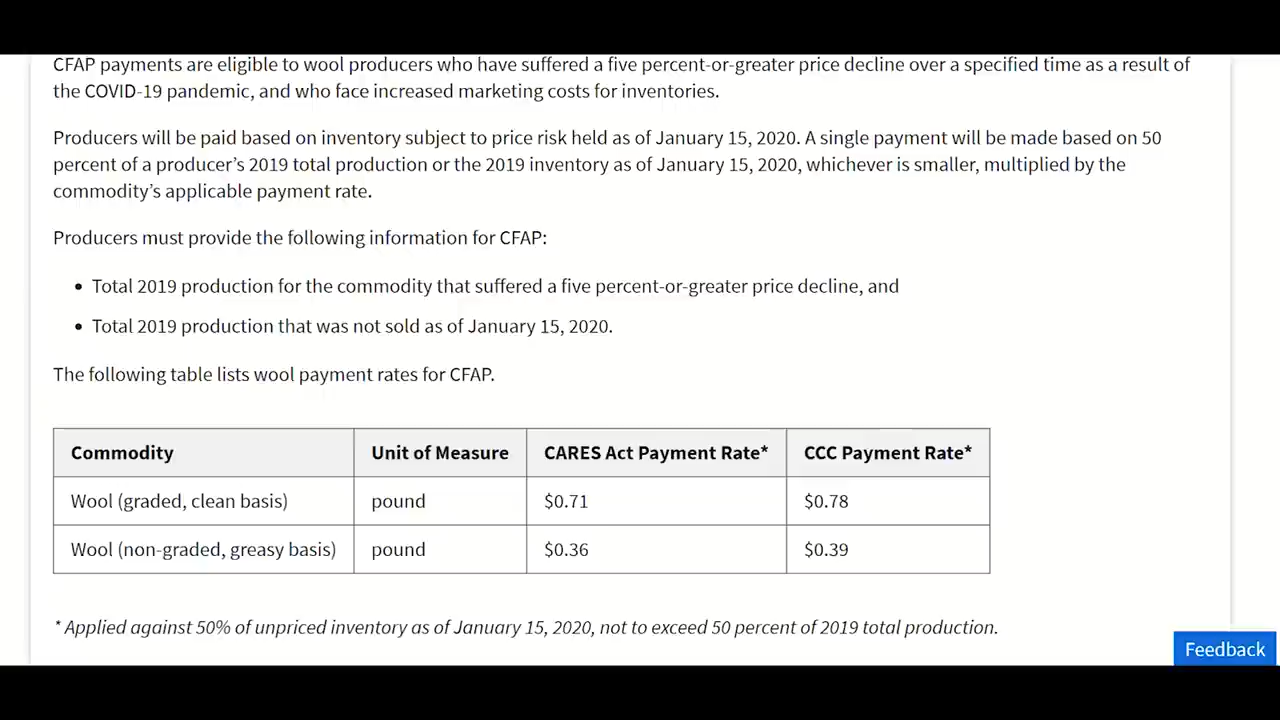 CFAP payments are eligible to wool producers who have suffered a five percent-or-greater price decline over a specified time as a result of
the COVID-19 pandemic, and who face increased marketing costs for inventories.
Producers will be paid based on inventory subject to price risk held as of January 15, 2020. A single payment will be made based on 50
percent of a producer's 2019 total production or the 2019 inventory as of January 15, 2020, whichever is smaller, multiplied by the
commodity's applicable payment rate.
Producers must provide the following information for CFAP:
• Total 2019 production for the commodity that suffered a five percent-or-greater price decline, and
• Total 2019 production that was not sold as of January 15, 2020.
The following table lists wool payment rates for CFAP.
Commodity Unit of Measure CARES Act Payment Rate* CCC Payment Rate*
Wool (graded, clean basis) pound $0.71 $0.78
Wool (non-graded, greasy basis) pound $0.36 $0.39
* Applied against 50% of unpriced inventory as of January 15, 2020, not to exceed 50 percent of 2019 total production.
Feedback